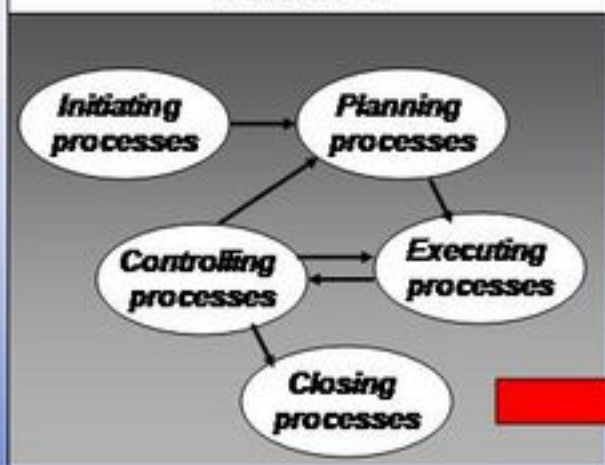 Initiating
processes
Planning
processes
Controlling
processes
Executing
processes
Closing
processes